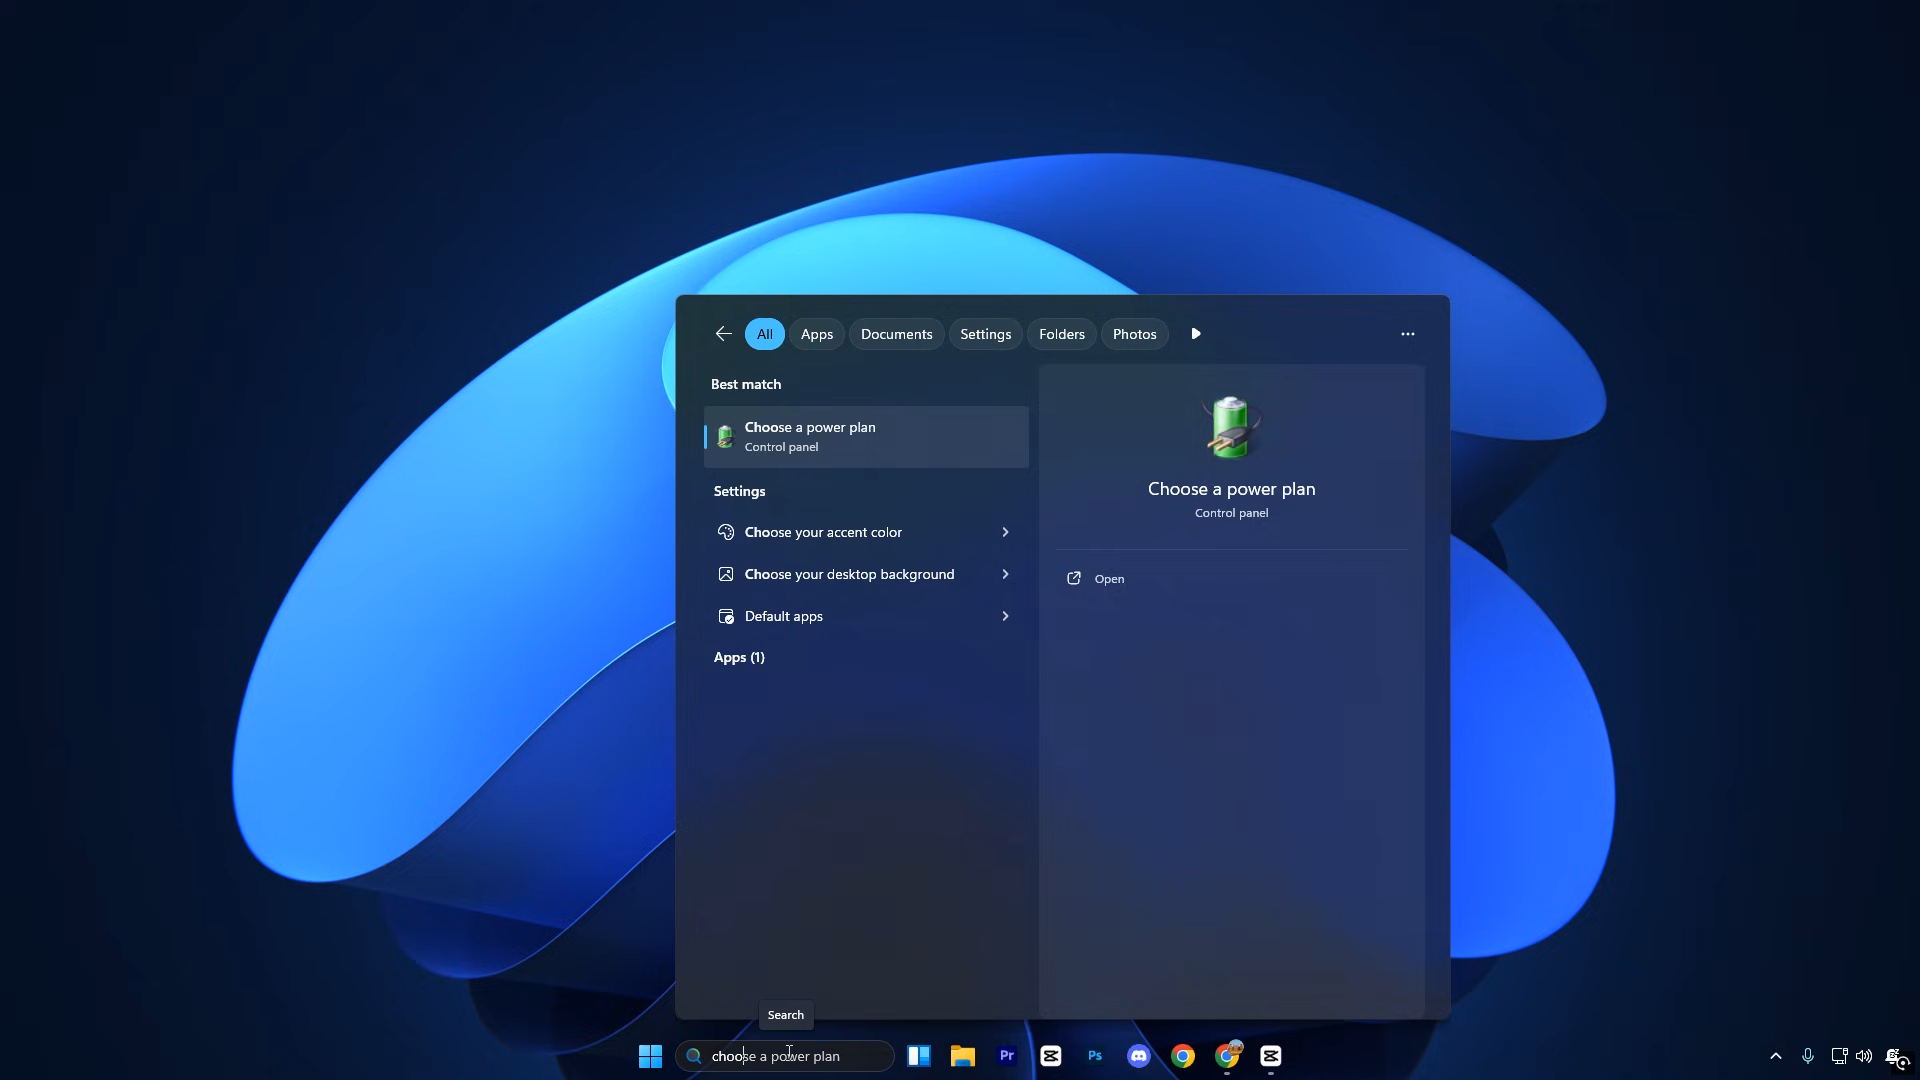 All Apps Documents Settings Folders Photos
Best match
Choose a power plan
Control panel
Settings
Choose your accent color
Choose your desktop background
Default apps
Apps (1)
Choose a power plan
Control panel
Open
Search
choose a power plan
Pr
Ps